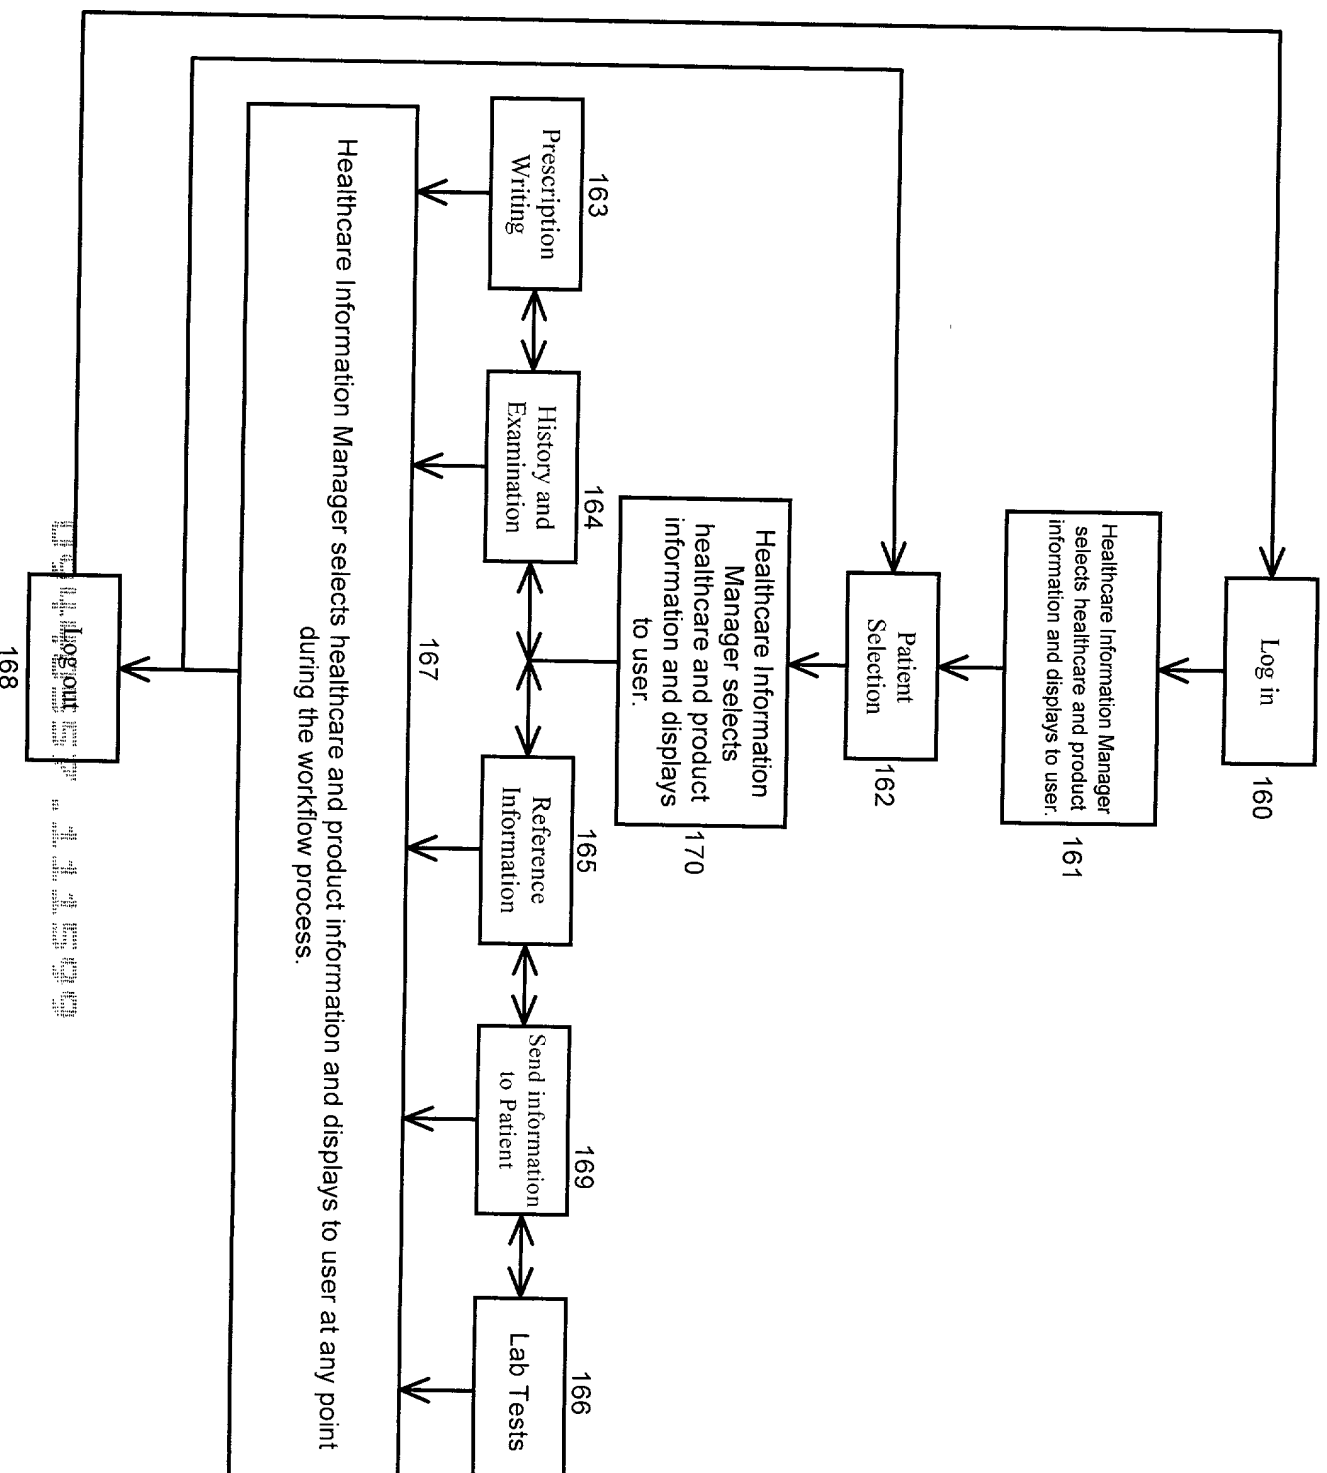 Log in
160
Healthcare Information Manager
selects healthcare and product
information and displays to user.
161
Patient
Selection
162
Healthcare Information
Manager selects
healthcare and product
information and displays
to user.
170
163
Prescription
Writing
164
History and
Examination
165
Reference
Information
169
Send information
to Patient
166
Lab Tests
167
Healthcare Information Manager selects healthcare and product information and displays to user at any point
during the workflow process.
Log out
168